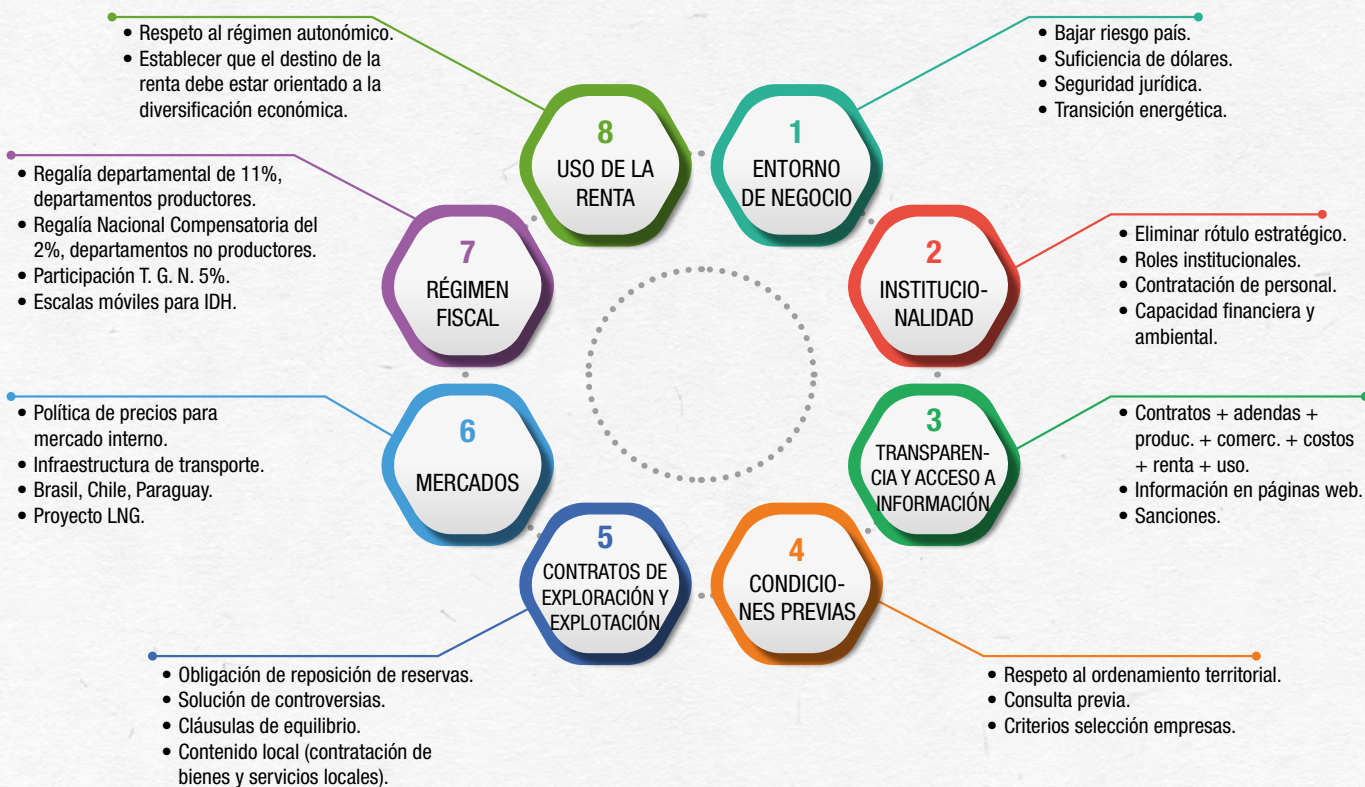 1
ENTORNO
DE NEGOCIO
• Bajar riesgo país.
• Suficiencia de dólares.
• Seguridad jurídica.
• Transición energética.
2
INSTITUCIO-
NALIDAD
• Eliminar rótulo estratégico.
• Roles institucionales.
• Contratación de personal.
• Capacidad financiera y
ambiental.
3
TRANSPAREN-
CIA Y ACCESO A
INFORMACIÓN
• Contratos + adendas +
produc. + comerc. + costos
+ renta + uso.
• Información en páginas web.
• Sanciones.
4
CONDICIO-
NES PREVIAS
• Respeto al ordenamiento territorial.
• Consulta previa.
• Criterios selección empresas.
5
CONTRATOS DE
EXPLORACIÓN Y
EXPLOTACIÓN
• Obligación de reposición de reservas.
• Solución de controversias.
• Cláusulas de equilibrio.
• Contenido local (contratación de
bienes y servicios locales).
6
MERCADOS
• Política de precios para
mercado interno.
• Infraestructura de transporte.
• Brasil, Chile, Paraguay.
• Proyecto LNG.
7
RÉGIMEN
FISCAL
• Regalía departamental de 11%,
departamentos productores.
• Regalía Nacional Compensatoria del
2%, departamentos no productores.
• Participación T. G. N. 5%.
• Escalas móviles para IDH.
8
USO DE LA
RENTA
• Respeto al régimen autonómico.
• Establecer que el destino de la
renta debe estar orientado a la
diversificación económica.